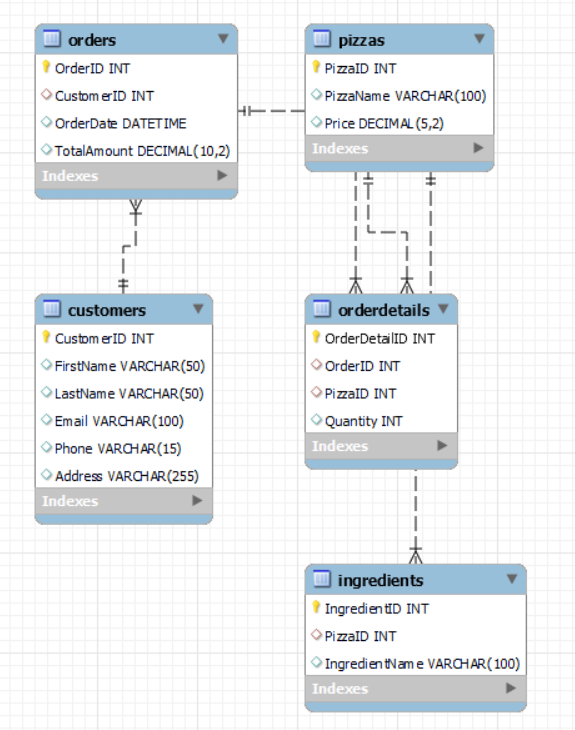 orders
OrderID INT
CustomerID INT
OrderDate DATETIME
TotalAmount DECIMAL(10,2)
Indexes
pizzas
PizzaID INT
PizzaName VARCHAR(100)
Price DECIMAL(5,2)
Indexes
customers
CustomerID INT
FirstName VARCHAR(50)
LastName VARCHAR(50)
Email VARCHAR(100)
Phone VARCHAR(15)
Address VARCHAR(255)
Indexes
orderdetails
OrderDetailID INT
OrderID INT
PizzaID INT
Quantity INT
Indexes
ingredients
IngredientID INT
PizzaID INT
IngredientName VARCHAR(100)
Indexes